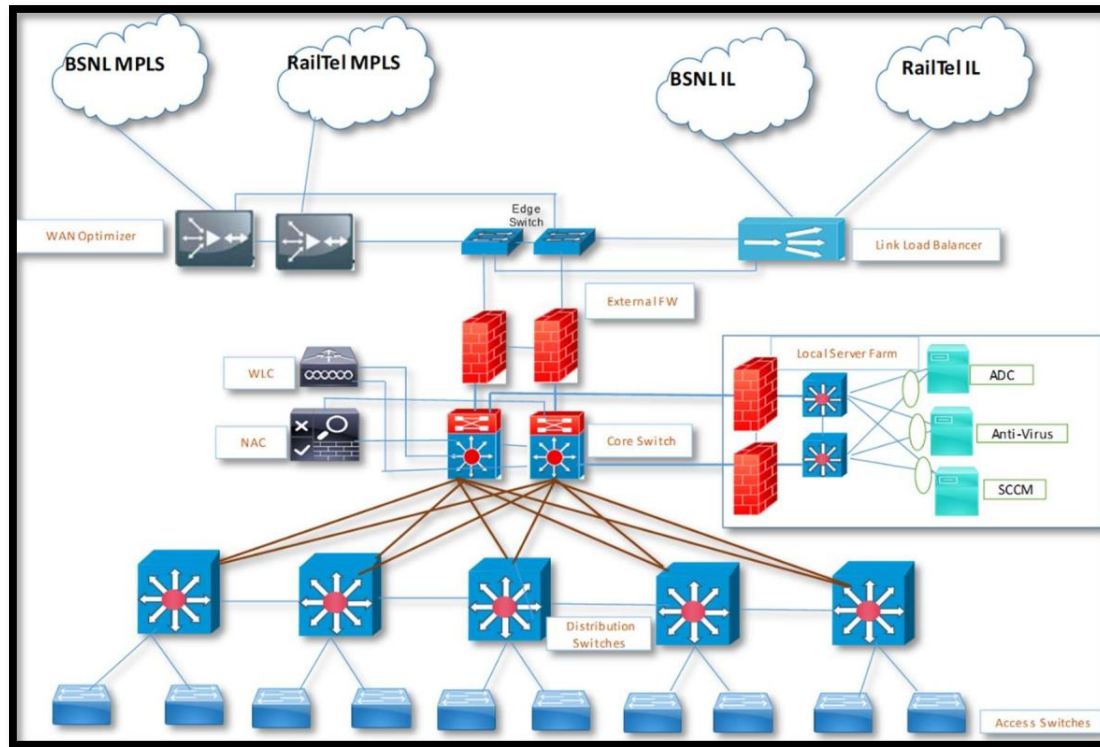 BSNL MPLS
RailTel MPLS
BSNL IL
RailTel IL
WAN Optimizer
Edge
Switch
Link Load Balancer
External FW
Local Server Farm
WLC
ADC
NAC
Core Switch
Anti-Virus
SCCM
Distribution
Switches
Access Switches